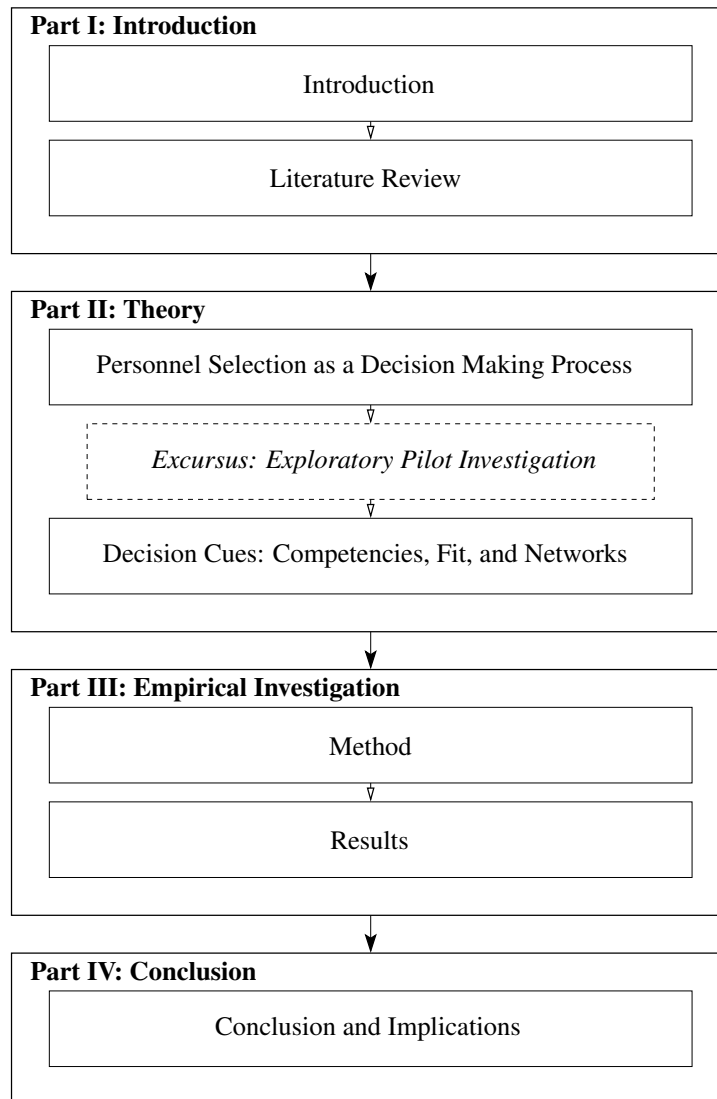 Part I: Introduction
Introduction
Literature Review
Part II: Theory
Personnel Selection as a Decision Making Process
Excursus: Exploratory Pilot Investigation
Decision Cues: Competencies, Fit, and Networks
Part III: Empirical Investigation
Method
Results
Part IV: Conclusion
Conclusion and Implications